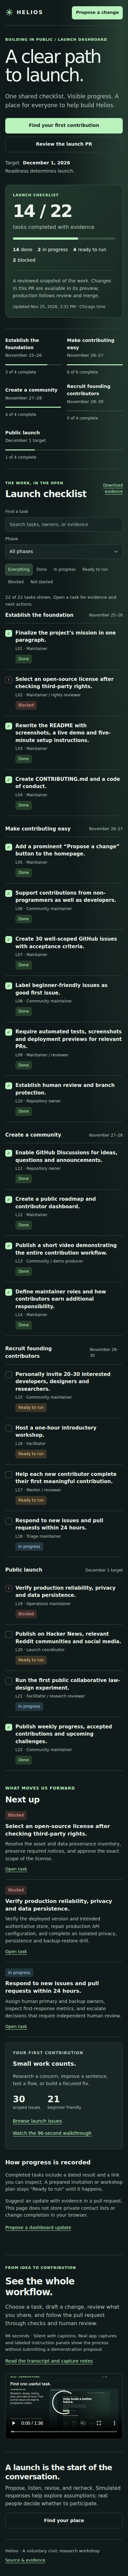 HELIOS
Propose a change
BUILDING IN PUBLIC / LAUNCH DASHBOARD
A clear path
to launch.
One shared checklist. Visible progress. A
place for everyone to help build Helios.
Find your first contribution
Review the launch PR
Target December 1, 2026
Readiness determines launch.
LAUNCH CHECKLIST
14 / 22
tasks completed with evidence
14 done 2 in progress 4 ready to run
2 blocked
A reviewed snapshot of the work. Changes
in this PR are available in its preview;
production follows review and merge.
Updated Nov 25, 2026, 3:31 PM · Chicago time
Establish the
foundation
November 25–26
3 of 4 complete
Make contributing
easy
November 26–27
6 of 6 complete
Create a community
November 27–28
4 of 4 complete
Recruit founding
contributors
November 28–30
0 of 4 complete
Public launch
December 1 target
1 of 4 complete
THE WORK, IN THE OPEN
Launch checklist
Download
evidence
Find a task
Search tasks, owners, or evidence
Phase
All phases
Everything
Done
In progress
Ready to run
Blocked
Not started
22 of 22 tasks shown. Open a task for evidence and
next actions.
Establish the foundation
November 25–26
Finalize the project's mission in one
paragraph.
L01 · Maintainer
Done
Select an open-source license after
checking third-party rights.
L02 · Maintainer / rights reviewer
Blocked
Rewrite the README with
screenshots, a live demo and five-
minute setup instructions.
L03 · Maintainer
Done
Create CONTRIBUTING.md and a code
of conduct.
L04 · Maintainer
Done
Make contributing easy
November 26–27
Add a prominent "Propose a change"
button to the homepage.
L05 · Maintainer
Done
Support contributions from non-
programmers as well as developers.
L06 · Community maintainer
Done
Create 30 well-scoped GitHub issues
with acceptance criteria.
L07 · Maintainer
Done
Label beginner-friendly issues as
good first issue.
L08 · Community maintainer
Done
Require automated tests, screenshots
and deployment previews for relevant
PRs.
L09 · Maintainer / reviewer
Done
Establish human review and branch
protection.
L10 · Repository owner
Done
Create a community
November 27–28
Enable GitHub Discussions for ideas,
questions and announcements.
L11 · Repository owner
Done
Create a public roadmap and
contributor dashboard.
L12 · Maintainer
Done
Publish a short video demonstrating
the entire contribution workflow.
L13 · Community / demo producer
Done
Define maintainer roles and how
contributors earn additional
responsibility.
L14 · Maintainer
Done
Recruit founding
contributors
November 28–
30
Personally invite 20–30 interested
developers, designers and
researchers.
L15 · Community maintainer
Ready to run
Host a one-hour introductory
workshop.
L16 · Facilitator
Ready to run
Help each new contributor complete
their first meaningful contribution.
L17 · Mentor / reviewer
Ready to run
Respond to new issues and pull
requests within 24 hours.
L18 · Triage maintainer
In progress
Public launch
December 1 target
Verify production reliability, privacy
and data persistence.
L19 · Operations maintainer
Blocked
Publish on Hacker News, relevant
Reddit communities and social media.
L20 · Launch coordinator
Ready to run
Run the first public collaborative law-
design experiment.
L21 · Facilitator / research reviewer
In progress
Publish weekly progress, accepted
contributions and upcoming
challenges.
L22 · Community maintainer
Done
WHAT MOVES US FORWARD
Next up
Blocked
Select an open-source license after
checking third-party rights.
Resolve the asset and data provenance inventory,
preserve required notices, and approve the exact
scope of the license.
Open task
Blocked
Verify production reliability, privacy
and data persistence.
Verify the deployed version and intended
authorization store, repair production API
configuration, and complete an isolated privacy,
persistence and backup-restore drill.
Open task
In progress
Respond to new issues and pull
requests within 24 hours.
Assign human primary and backup owners,
inspect first-response metrics, and escalate
decisions that require independent human review.
Open task
YOUR FIRST CONTRIBUTION
Small work counts.
Research a concern, improve a sentence,
test a flow, or build a focused fix.
30
scoped issues
21
beginner friendly
Browse launch issues
Watch the 96-second walkthrough
How progress is recorded
Completed tasks include a dated result and a link
or output to inspect. A prepared invitation or workshop
plan stays "Ready to run" until it happens.
Suggest an update with evidence in a pull request.
This page does not store private contact lists or
change completion in your browser.
Propose a dashboard update
FROM IDEA TO CONTRIBUTION
See the whole
workflow.
Choose a task, draft a change, review what
you share, and follow the pull request
through checks and human review.
96 seconds · Silent with captions. Real app captures
and labeled instruction panels show the process
without submitting a demonstration proposal.
Read the transcript and capture notes
Find one useful task.
0:00 / 1:36
A launch is the start of the
conversation.
Propose, listen, revise, and recheck. Simulated
responses help explore assumptions; real
people decide whether to participate.
Find your place
Helios · A voluntary civic research workshop
Source & evidence